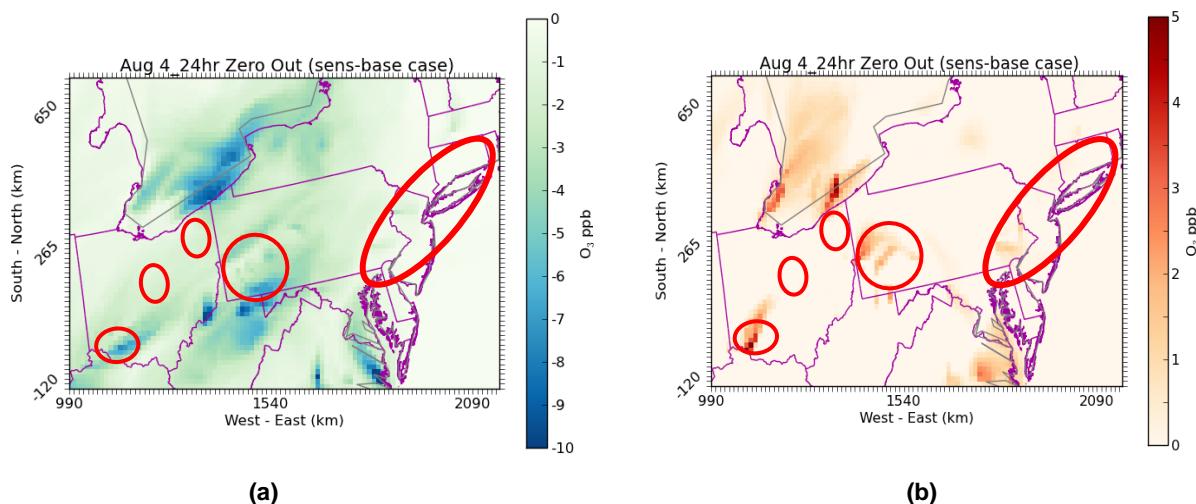 Aug 4_24hr Zero Out (sens-base case)
South - North (km)
650
265
-120
990
1540
2090
West - East (km)
0
-1
-2
-3
-4
-5
-6
-7
-8
-9
-10
O3 ppb
(a)
Aug 4_24hr Zero Out (sens-base case)
South - North (km)
650
265
-120
990
1540
2090
West - East (km)
5
4
3
2
1
0
O3 ppb
(b)